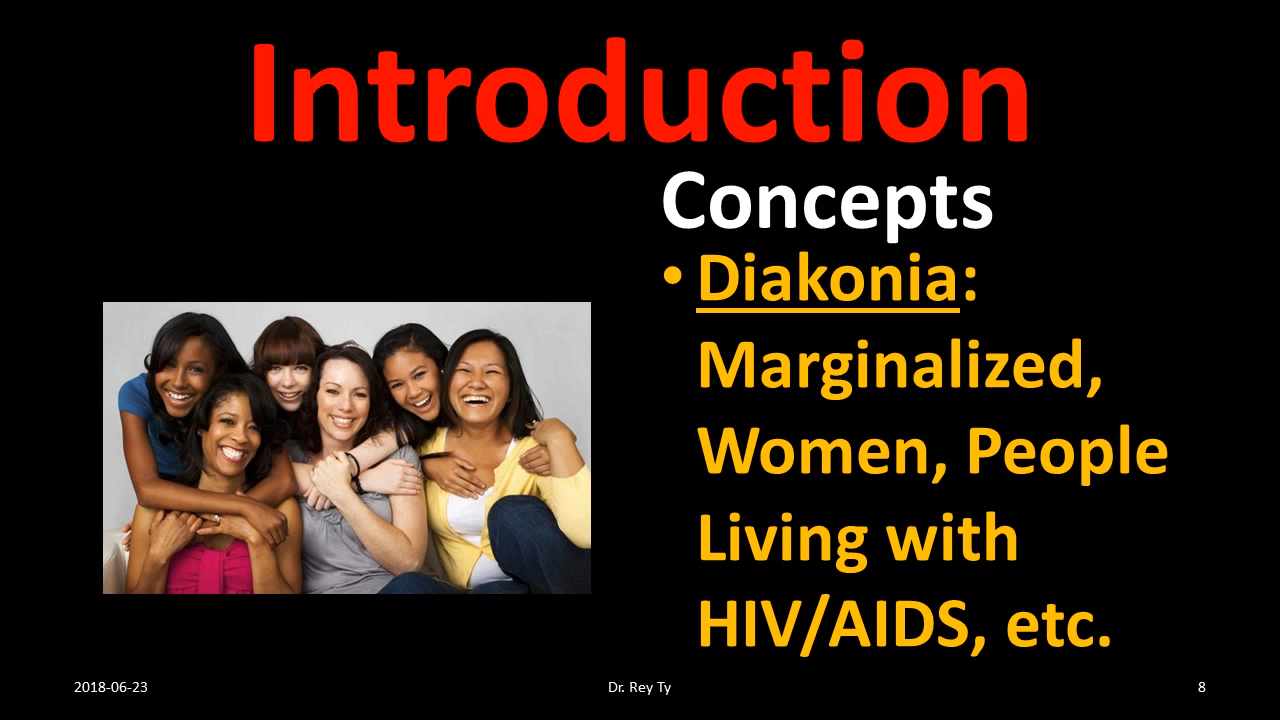 Introduction
Concepts
• Diakonia:
Marginalized,
Women, People
Living with
HIV/AIDS, etc.
2018-06-23
Dr. Rey Ty
8